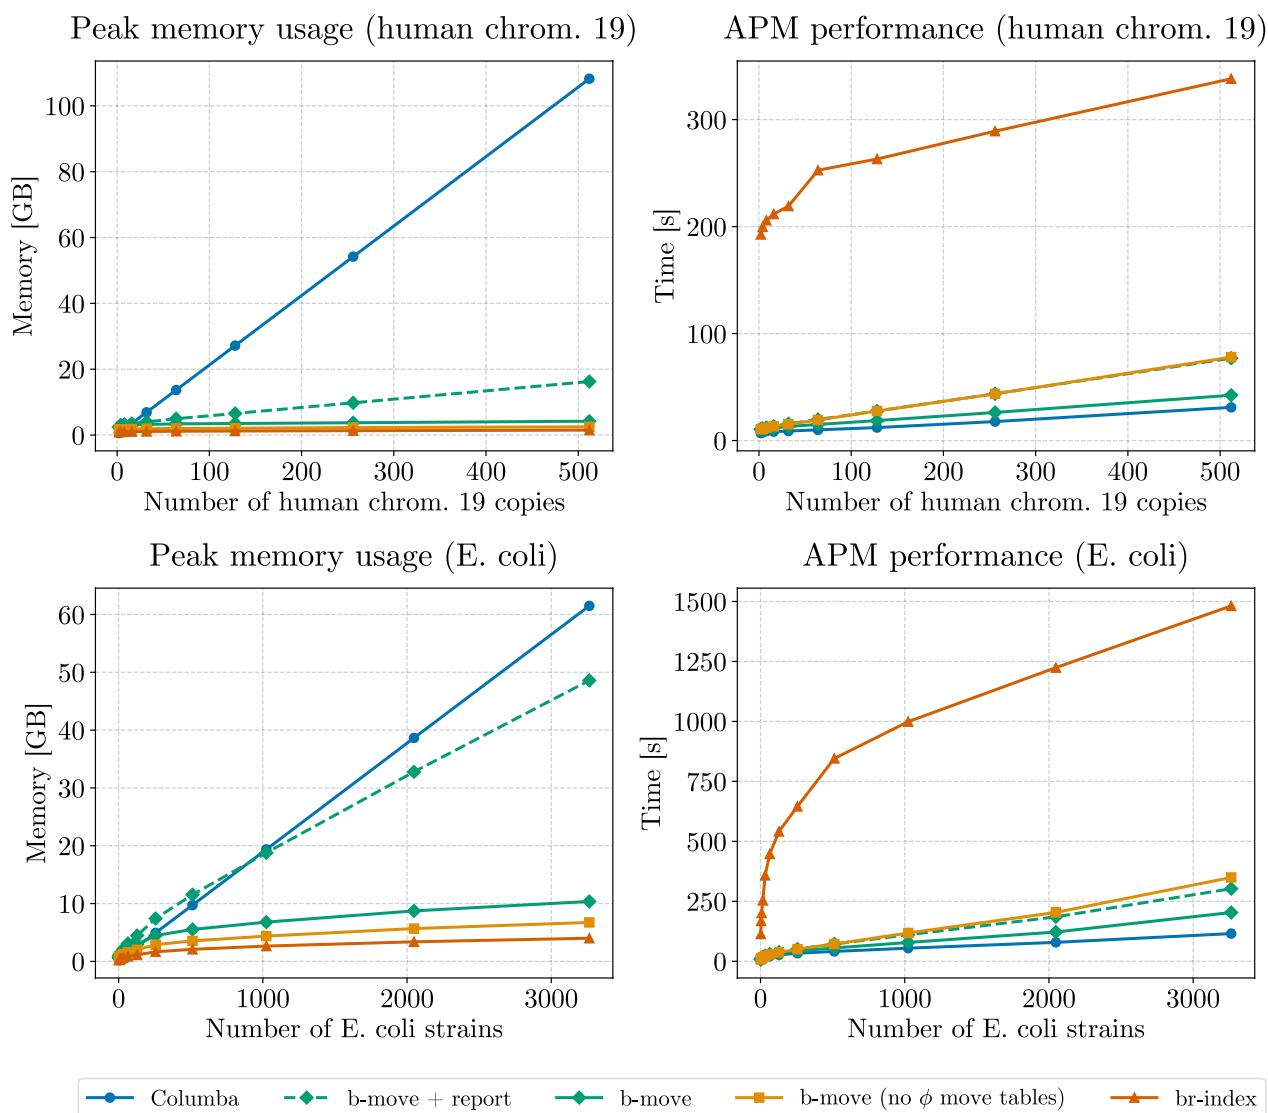 Peak memory usage (human chrom. 19)
APM performance (human chrom. 19)
Memory [GB]
100
80
60
40
20
0
0 100 200 300 400 500
Number of human chrom. 19 copies
Time [s]
300
200
100
0
0 100 200 300 400 500
Number of human chrom. 19 copies
Peak memory usage (E. coli)
APM performance (E. coli)
Memory [GB]
60
50
40
30
20
10
0
0 1000 2000 3000
Number of E. coli strains
Time [s]
1500
1250
1000
750
500
250
0
0 1000 2000 3000
Number of E. coli strains
Columba b-move + report b-move b-move (no ϕ move tables) br-index